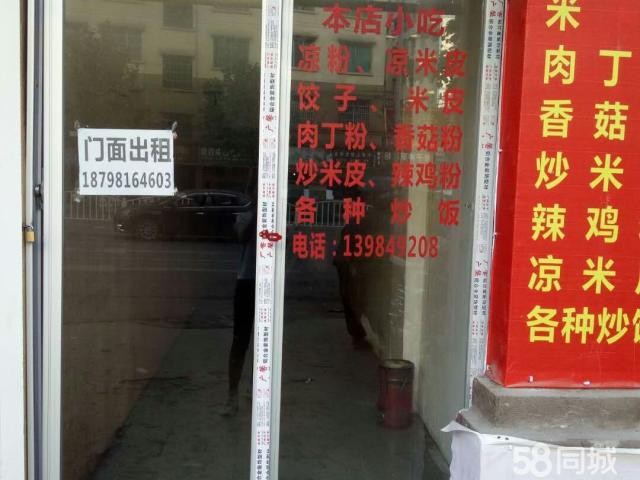 门面出租
18798164603
本店小吃
凉粉、凉米皮
饺子、米皮
肉丁粉、香菇粉
炒米皮、辣鸡粉
各种炒饭
电话:139849208
米
肉丁
香菇
炒米
辣鸡
凉米
各种炒饭
58同城